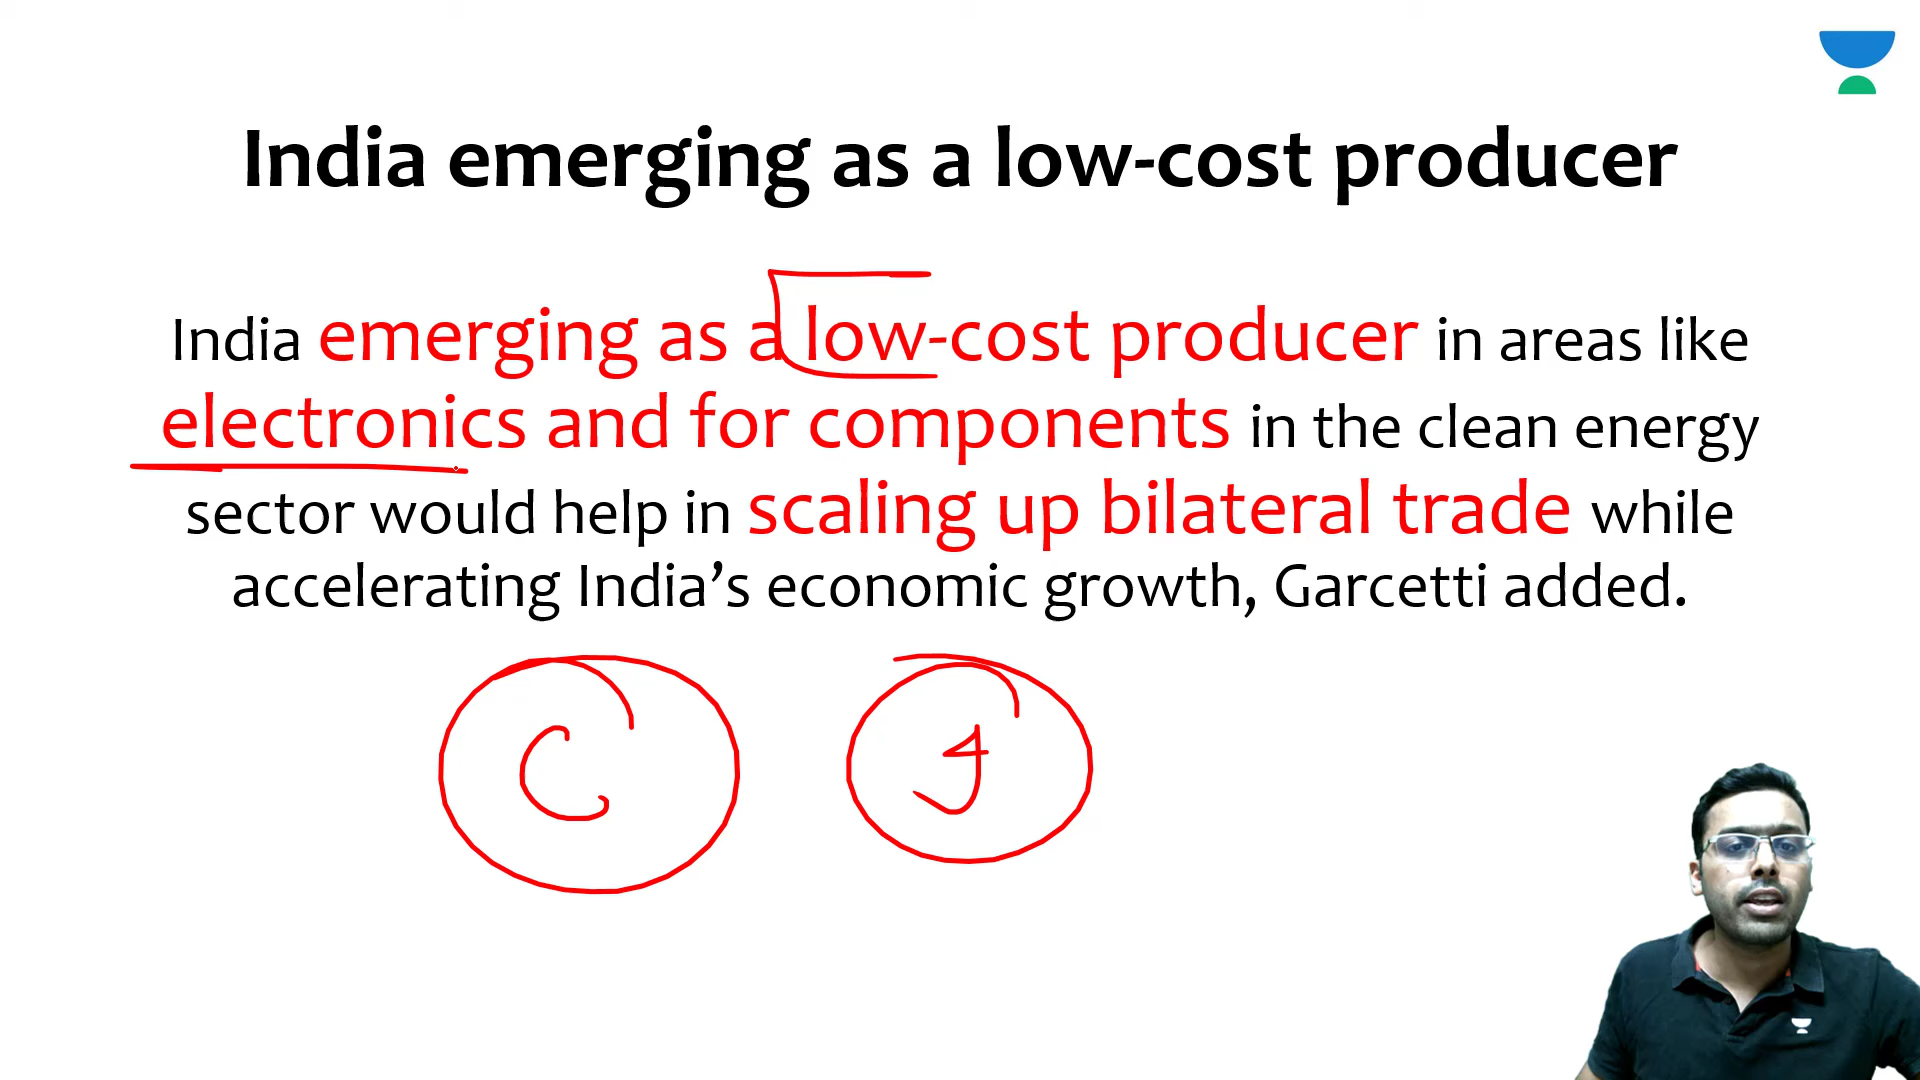 India emerging as a low-cost producer
India emerging as a low-cost producer in areas like
electronics and for components in the clean energy
sector would help in scaling up bilateral trade while
accelerating India’s economic growth, Garcetti added.
C